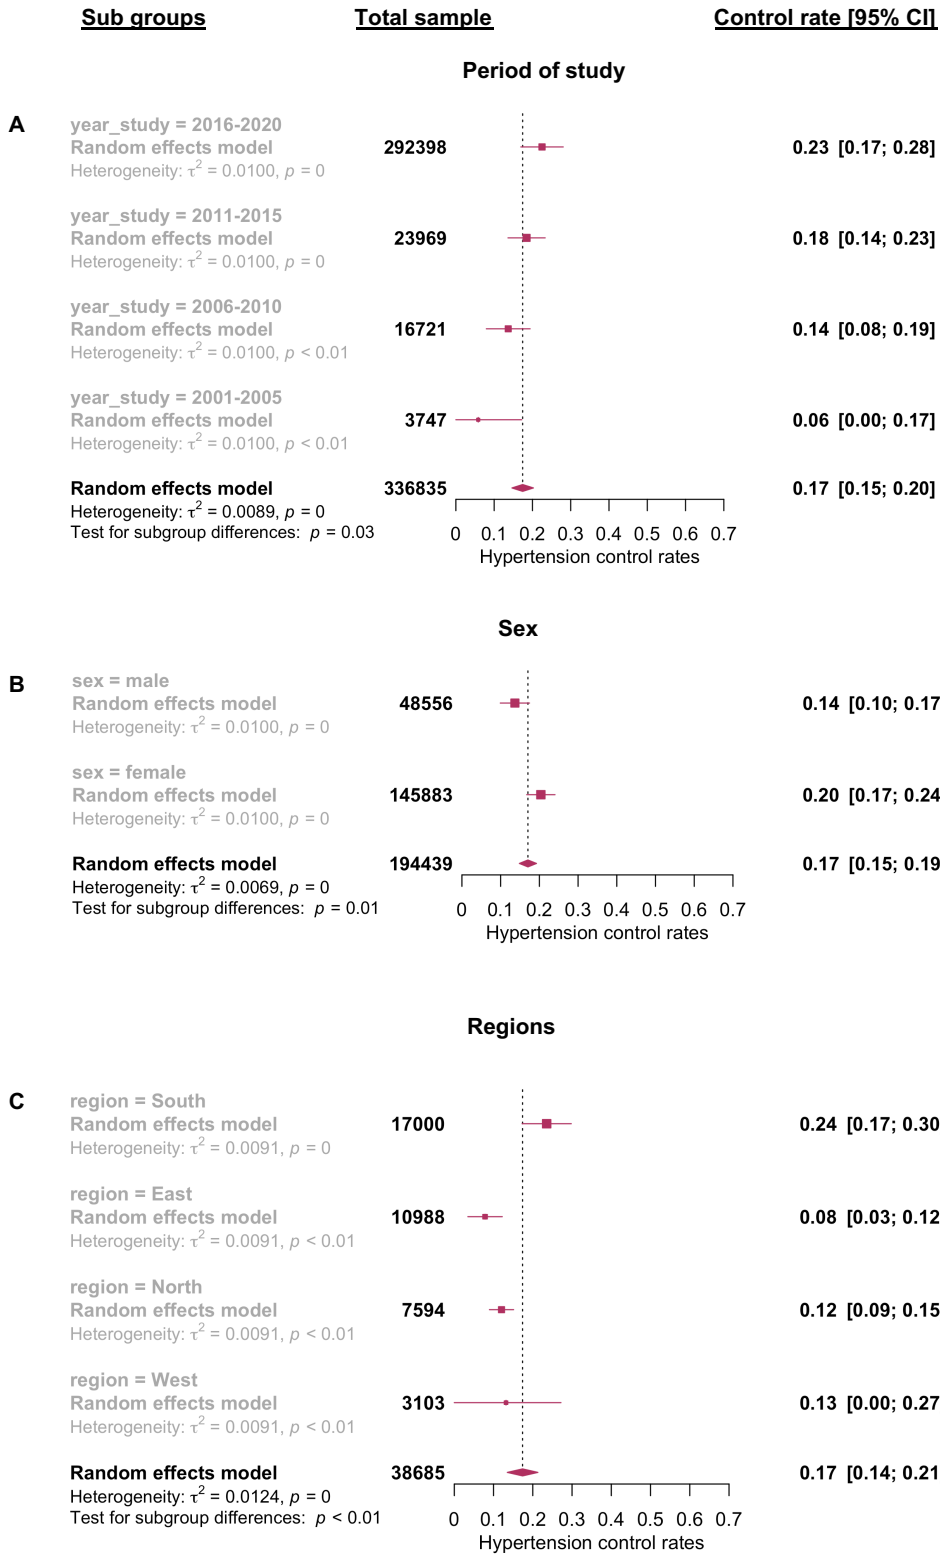 Sub groups Total sample Control rate [95% CI]
Period of study
A
year_study = 2016-2020
Random effects model 292398 0.23 [0.17; 0.28]
Heterogeneity: τ² = 0.0100, p = 0
year_study = 2011-2015
Random effects model 23969 0.18 [0.14; 0.23]
Heterogeneity: τ² = 0.0100, p = 0
year_study = 2006-2010
Random effects model 16721 0.14 [0.08; 0.19]
Heterogeneity: τ² = 0.0100, p < 0.01
year_study = 2001-2005
Random effects model 3747 0.06 [0.00; 0.17]
Heterogeneity: τ² = 0.0100, p < 0.01
Random effects model 336835 0.17 [0.15; 0.20]
Heterogeneity: τ² = 0.0089, p = 0
Test for subgroup differences: p = 0.03
0 0.1 0.2 0.3 0.4 0.5 0.6 0.7
Hypertension control rates
Sex
B
sex = male
Random effects model 48556 0.14 [0.10; 0.17
Heterogeneity: τ² = 0.0100, p = 0
sex = female
Random effects model 145883 0.20 [0.17; 0.24
Heterogeneity: τ² = 0.0100, p = 0
Random effects model 194439 0.17 [0.15; 0.19
Heterogeneity: τ² = 0.0069, p = 0
Test for subgroup differences: p = 0.01
0 0.1 0.2 0.3 0.4 0.5 0.6 0.7
Hypertension control rates
Regions
C
region = South
Random effects model 17000 0.24 [0.17; 0.30
Heterogeneity: τ² = 0.0091, p = 0
region = East
Random effects model 10988 0.08 [0.03; 0.12
Heterogeneity: τ² = 0.0091, p < 0.01
region = North
Random effects model 7594 0.12 [0.09; 0.15
Heterogeneity: τ² = 0.0091, p < 0.01
region = West
Random effects model 3103 0.13 [0.00; 0.27
Heterogeneity: τ² = 0.0091, p < 0.01
Random effects model 38685 0.17 [0.14; 0.21
Heterogeneity: τ² = 0.0124, p = 0
Test for subgroup differences: p < 0.01
0 0.1 0.2 0.3 0.4 0.5 0.6 0.7
Hypertension control rates